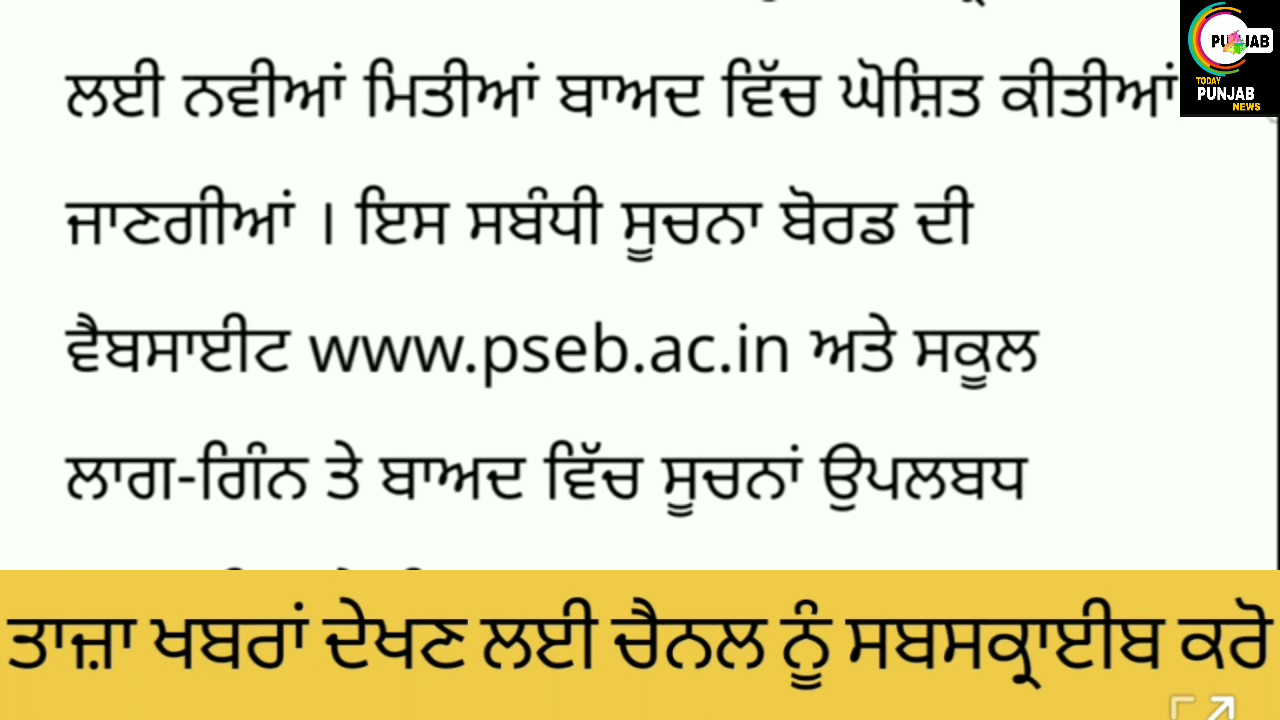 ਲਈ ਨਵੀਆਂ ਮਿਤੀਆਂ ਬਾਅਦ ਵਿੱਚ ਘੋਸ਼ਿਤ ਕੀਤੀਆਂ
PUNJAB
TODAY
PUNJAB
NEWS
ਜਾਣਗੀਆਂ । ਇਸ ਸਬੰਧੀ ਸੂਚਨਾ ਬੋਰਡ ਦੀ
ਵੈਬਸਾਈਟ www.pseb.ac.in ਅਤੇ ਸਕੂਲ
ਲਾਗ-ਗਿੰਨ ਤੇ ਬਾਅਦ ਵਿੱਚ ਸੂਚਨਾਂ ਉਪਲਬਧ
ਤਾਜ਼ਾ ਖਬਰਾਂ ਦੇਖਣ ਲਈ ਚੈਨਲ ਨੂੰ ਸਬਸਕ੍ਰਾਈਬ ਕਰੋ